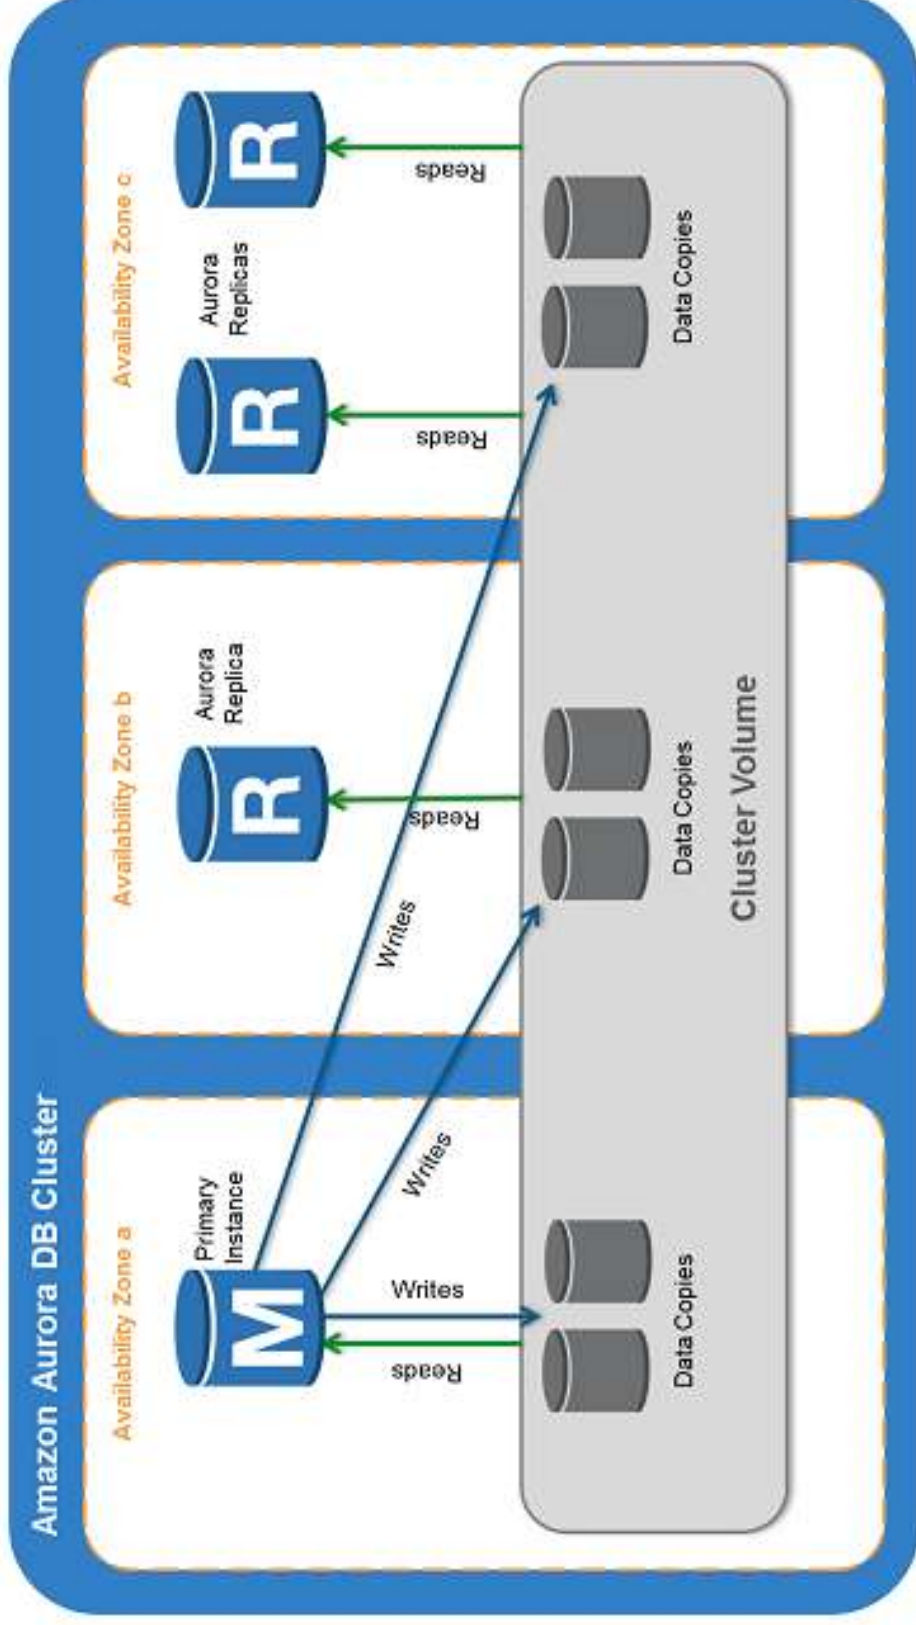 Amazon Aurora DB Cluster
Availability Zone a
Availability Zone b
Availability Zone c
M
Primary
Instance
R
Aurora
Replica
R
Aurora
Replicas
R
Reads
Writes
Writes
Writes
Reads
Reads
Reads
Data Copies
Data Copies
Data Copies
Cluster Volume